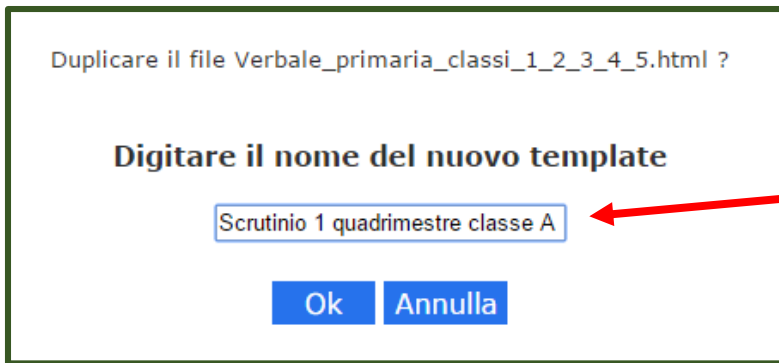 Duplicare il file Verbale_primaria_classi_1_2_3_4_5.html ?
Digitare il nome del nuovo template
Scrutinio 1 quadrimestre classe A
Ok Annulla